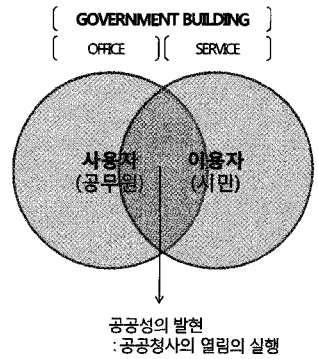 [ GOVERNMENT BUILDING ]
[ OFFICE ] [ SERVICE ]
사용자 이용자
(공무원) (시민)
공공성의 발현
: 공공청사의 열림의 실행